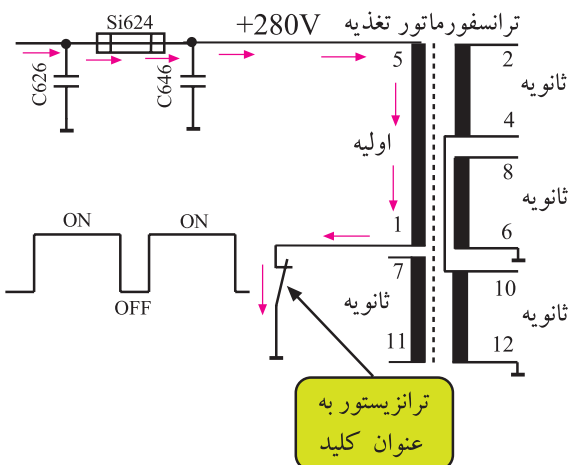 Si624
+280V
ترانسفورماتور تغذیه
C626
C646
5
2
ثانویه
4
اولیه
8
ثانویه
6
1
ON
ON
OFF
7
ثانویه
11
10
ثانویه
12
ترانزیستور به
عنوان کلید